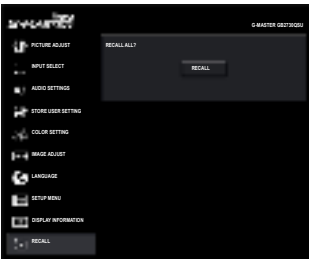 G-MASTER GB2730QSU
PICTURE ADJUST
RECALL ALL?
INPUT SELECT
RECALL
AUDIO SETTINGS
STORE USER SETTING
COLOR SETTING
IMAGE ADJUST
LANGUAGE
SETUP MENU
DISPLAY INFORMATION
RECALL